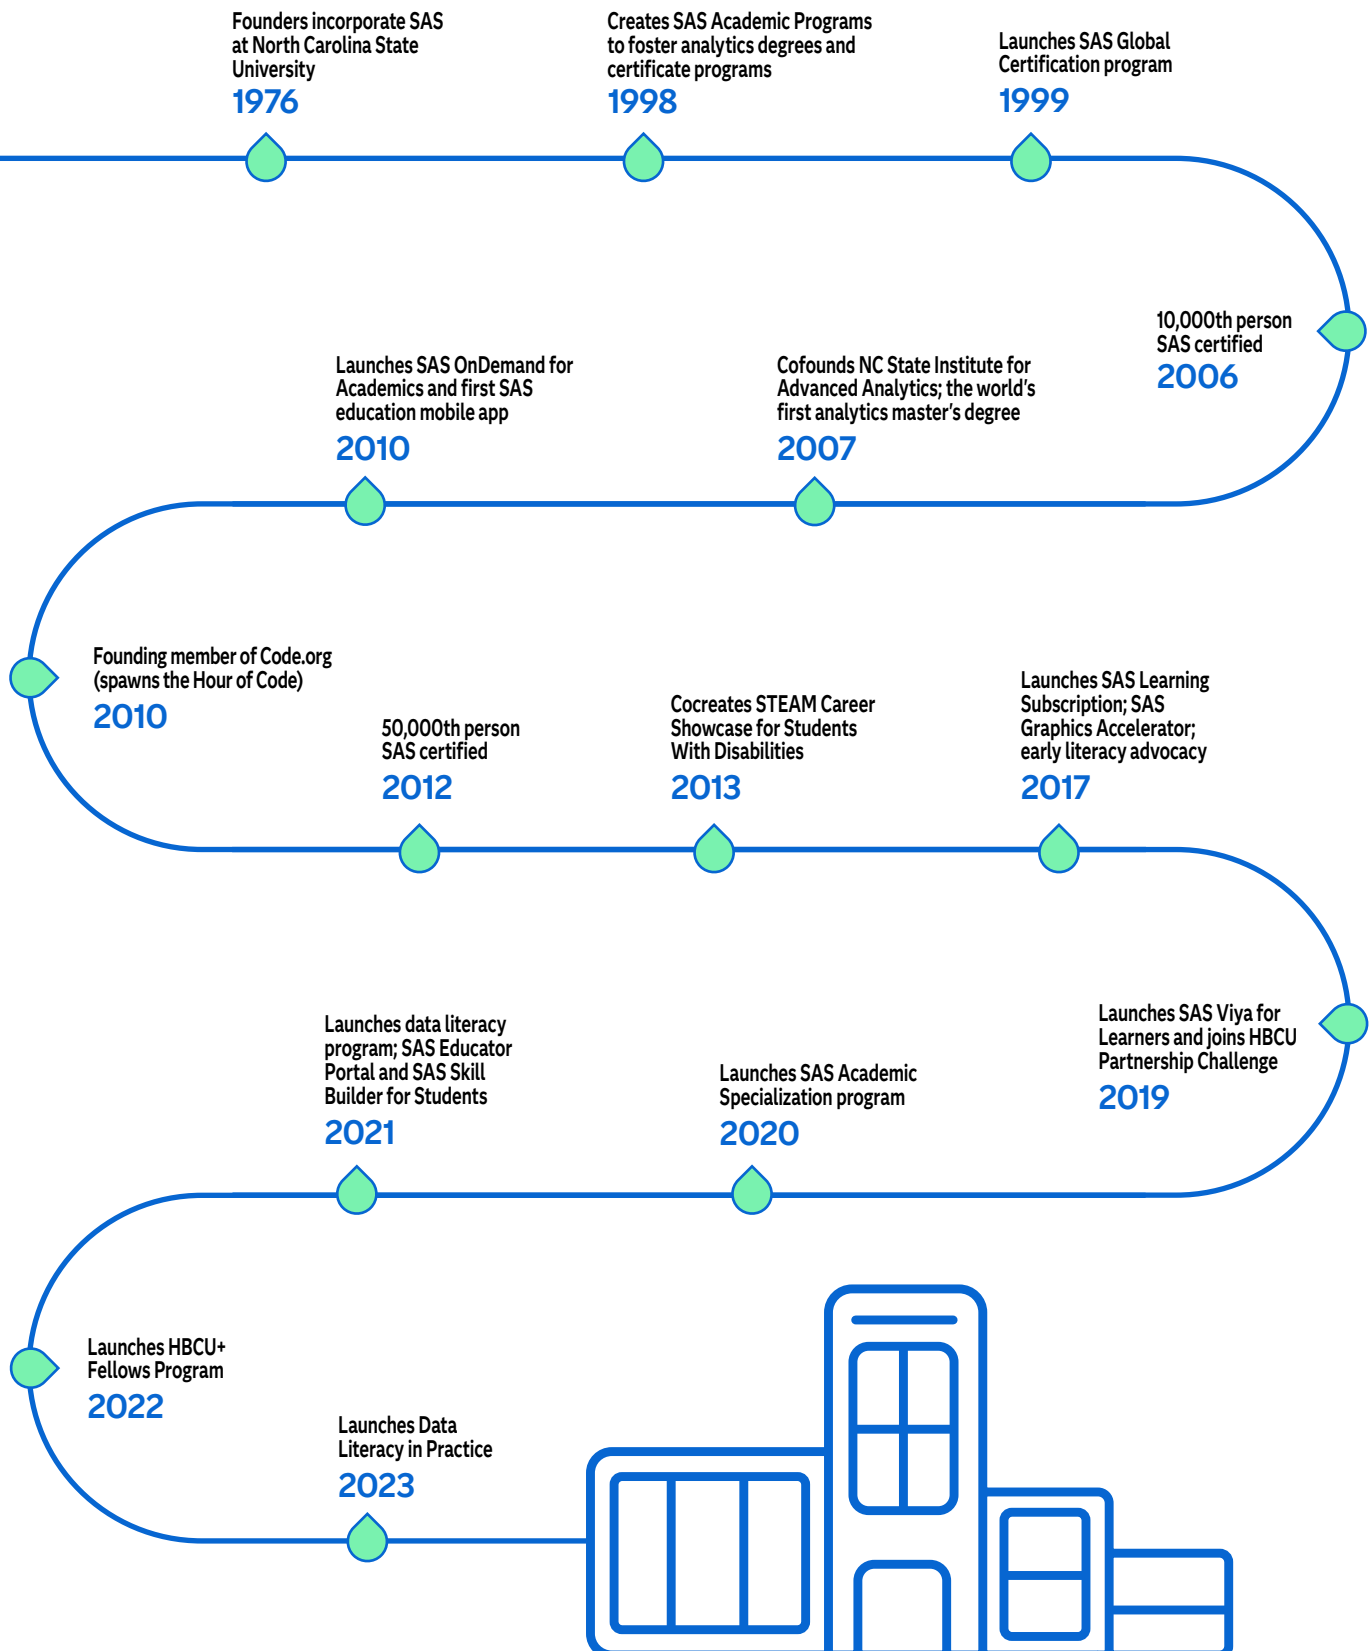 Founders incorporate SAS
at North Carolina State
University
1976
Creates SAS Academic Programs
to foster analytics degrees and
certificate programs
1998
Launches SAS Global
Certification program
1999
10,000th person
SAS certified
2006
Cofounds NC State Institute for
Advanced Analytics; the world's
first analytics master's degree
2007
Launches SAS OnDemand for
Academics and first SAS
education mobile app
2010
Founding member of Code.org
(spawns the Hour of Code)
2010
50,000th person
SAS certified
2012
Cocreates STEAM Career
Showcase for Students
With Disabilities
2013
Launches SAS Learning
Subscription; SAS
Graphics Accelerator;
early literacy advocacy
2017
Launches SAS Viya for
Learners and joins HBCU
Partnership Challenge
2019
Launches SAS Academic
Specialization program
2020
Launches data literacy
program; SAS Educator
Portal and SAS Skill
Builder for Students
2021
Launches HBCU+
Fellows Program
2022
Launches Data
Literacy in Practice
2023